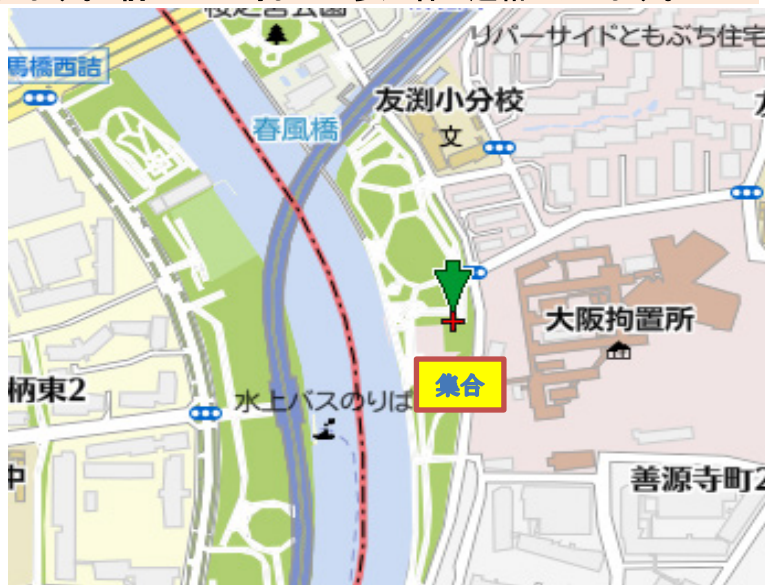 桜之宮公園
リバーサイドともぶち住宅
馬橋西詰
友渕小分校
春風橋
文
大阪拘置所
集合
柄東2
水上バスのりば
中
善源寺町2